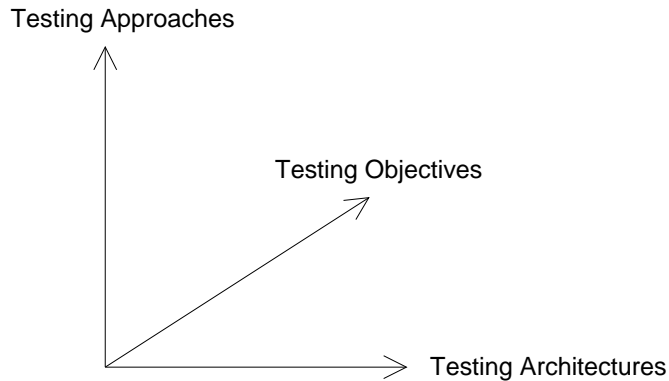 Testing Approaches
Testing Objectives
Testing Architectures